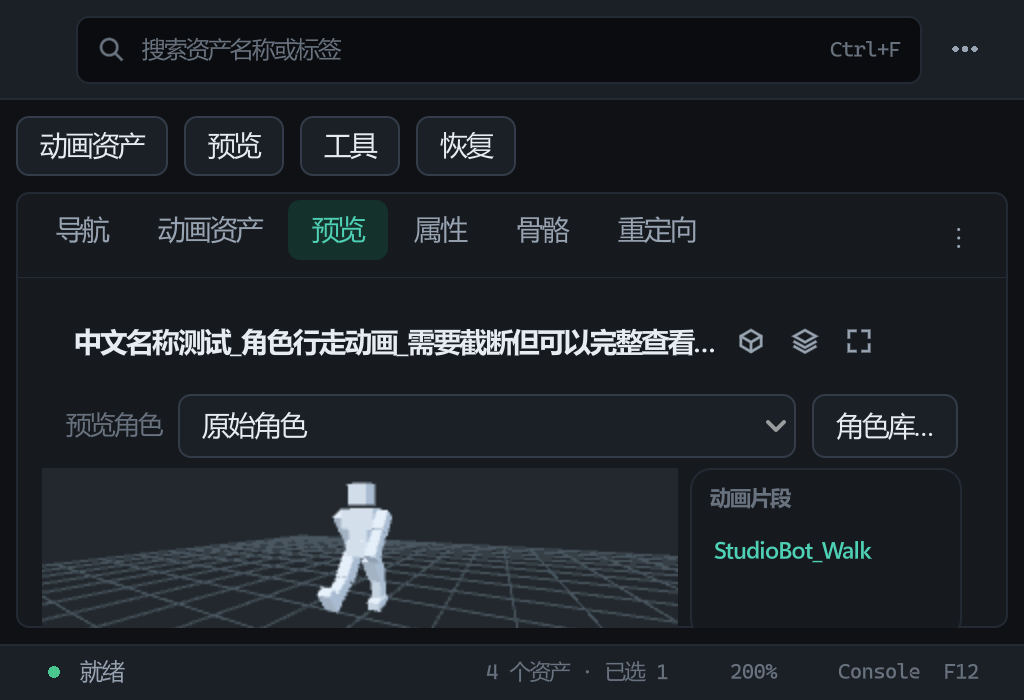 搜索资产名称或标签 Ctrl+F
动画资产 预览 工具 恢复
导航 动画资产 预览 属性 骨骼 重定向
中文名称测试_角色行走动画_需要截断但可以完整查看...
预览角色 原始角色 角色库...
动画片段
StudioBot_Walk
就绪 4 个资产 · 已选 1 200% Console F12